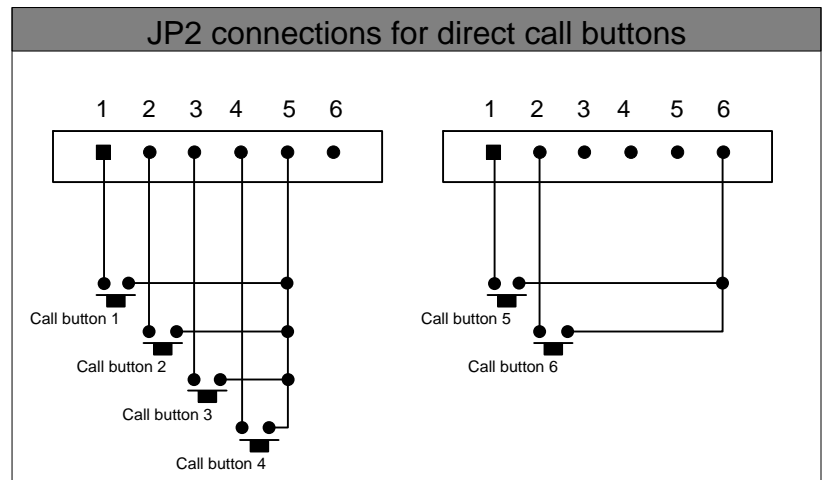 JP2 connections for direct call buttons
1 2 3 4 5 6
1 2 3 4 5 6
Call button 1
Call button 2
Call button 3
Call button 4
Call button 5
Call button 6